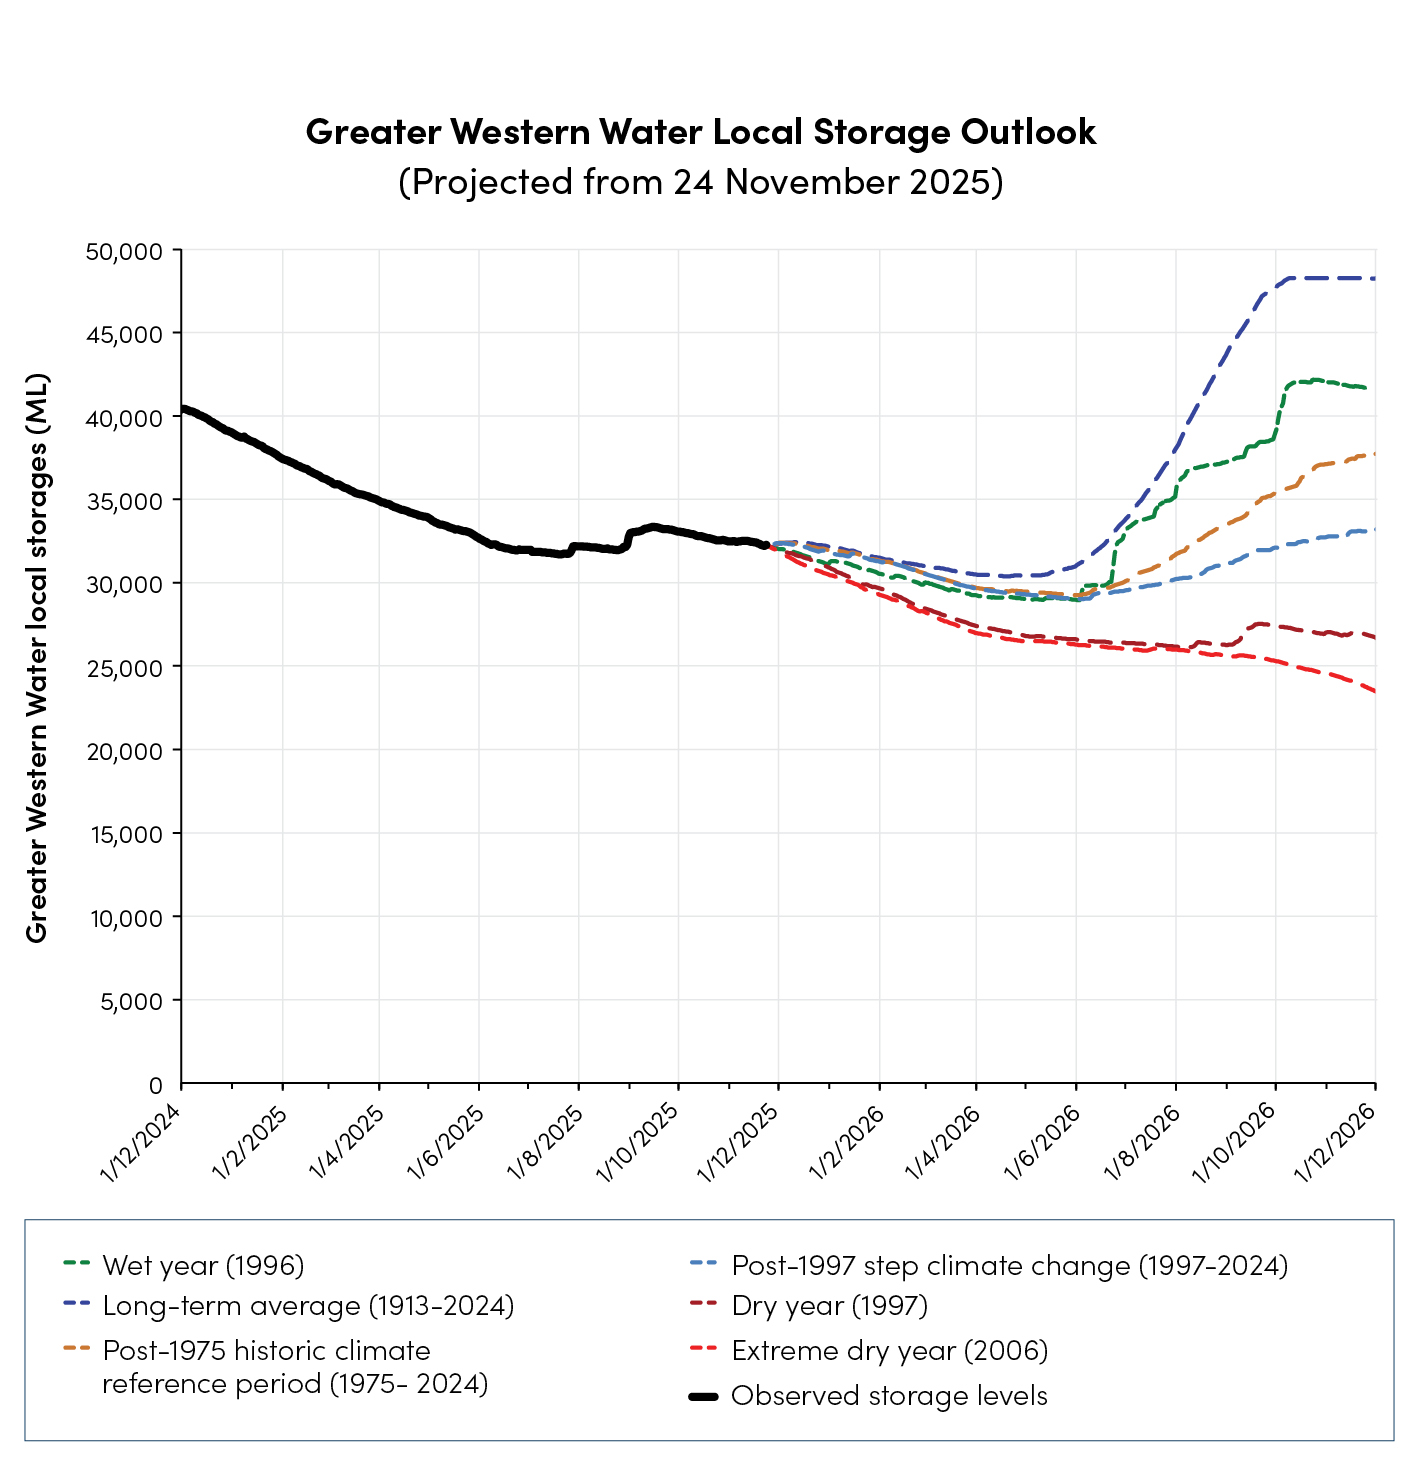 Greater Western Water Local Storage Outlook
(Projected from 24 November 2025)
Greater Western Water local storages (ML)
50,000
45,000
40,000
35,000
30,000
25,000
20,000
15,000
10,000
5,000
0
1/12/2024
1/2/2025
1/4/2025
1/6/2025
1/8/2025
1/10/2025
1/12/2025
1/2/2026
1/4/2026
1/6/2026
1/8/2026
1/10/2026
1/12/2026
Wet year (1996)
Long-term average (1913-2024)
Post-1975 historic climate
reference period (1975- 2024)
Post-1997 step climate change (1997-2024)
Dry year (1997)
Extreme dry year (2006)
Observed storage levels